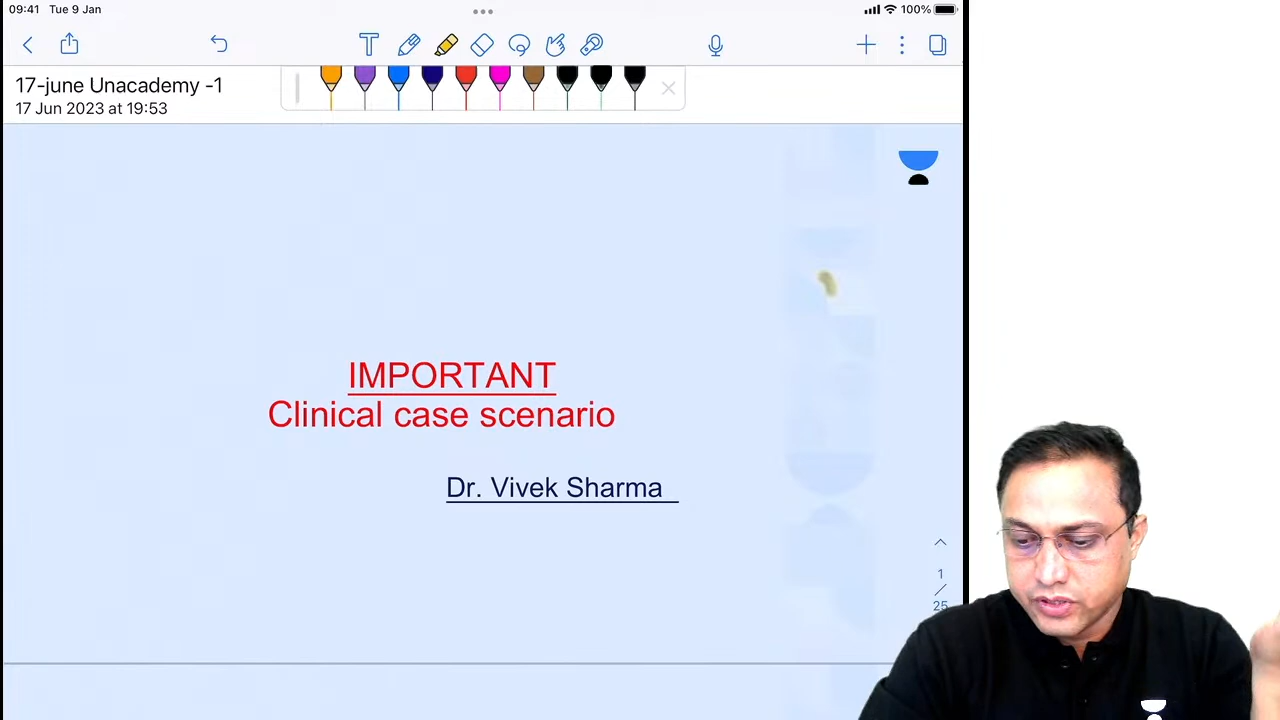 09:41 Tue 9 Jan
100%
17-june Unacademy -1
17 Jun 2023 at 19:53
IMPORTANT
Clinical case scenario
Dr. Vivek Sharma
1
/
25